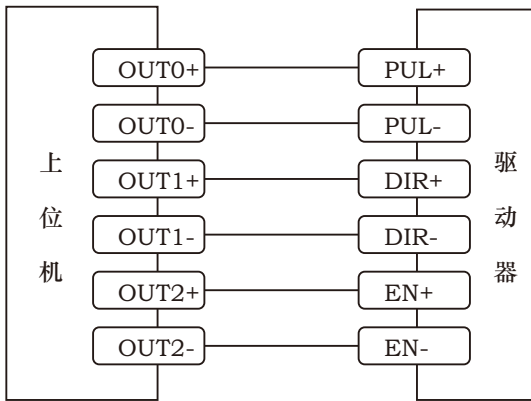 上位机
OUT0+
OUT0-
OUT1+
OUT1-
OUT2+
OUT2-
PUL+
PUL-
DIR+
DIR-
EN+
EN-
驱动器